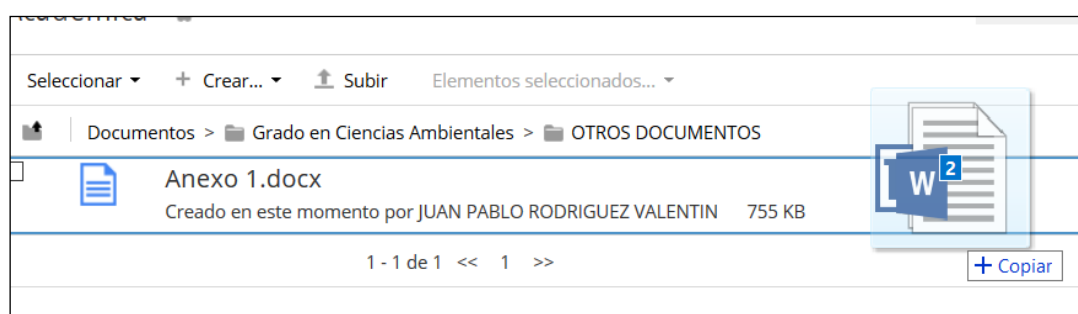 Seleccionar
+ Crear... Subir Elementos seleccionados...
Documentos > Grado en Ciencias Ambientales > OTROS DOCUMENTOS
Anexo 1.docx
Creado en este momento por JUAN PABLO RODRIGUEZ VALENTIN 755 KB
W 2
1 - 1 de 1 << 1 >>
+ Copiar